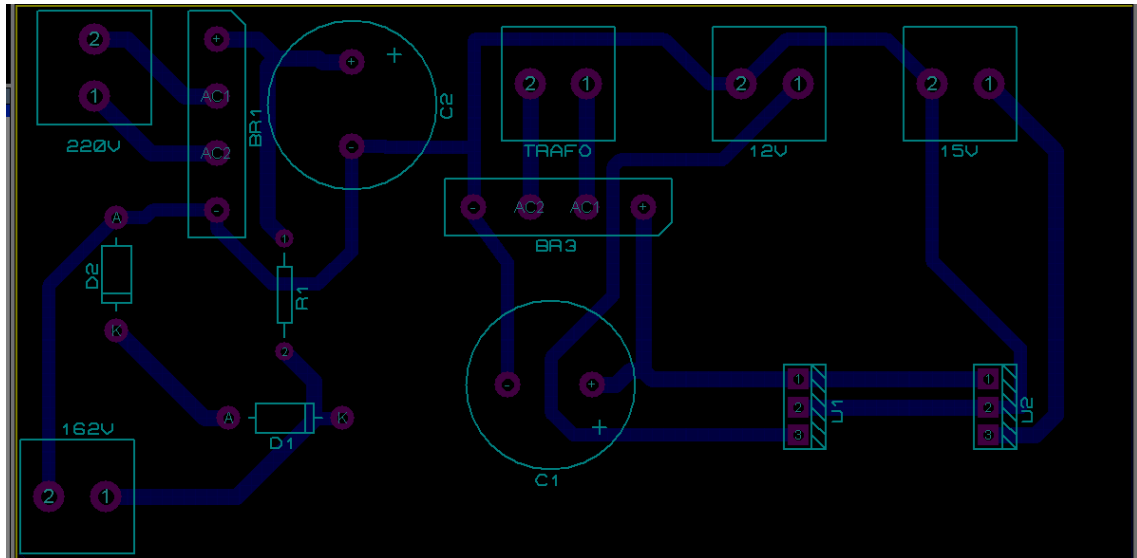 2
1
220V
+
AC1
AC2
-
BR1
+
+
-
C2
2 1
TRAFO
2 1
12V
2 1
15V
- AC2 AC1 +
BR3
A
D2
K
1
R1
2
A K
D1
162V
2 1
- +
+
C1
1
2
3
U1
1
2
3
U2